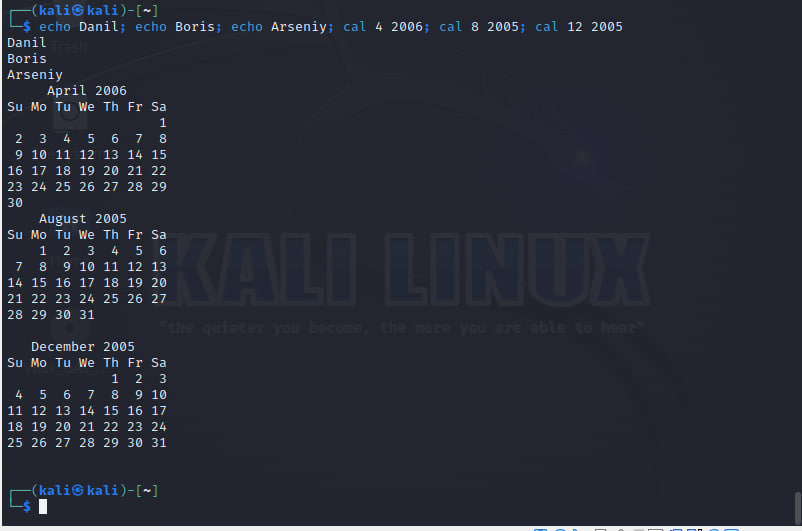 ┌──(kali㉿kali)-[~]
└─$ echo Danil; echo Boris; echo Arseniy; cal 4 2006; cal 8 2005; cal 12 2005
Danil
Boris
Arseniy
     April 2006
Su Mo Tu We Th Fr Sa
                   1
 2  3  4  5  6  7  8
 9 10 11 12 13 14 15
16 17 18 19 20 21 22
23 24 25 26 27 28 29
30
    August 2005
Su Mo Tu We Th Fr Sa
    1  2  3  4  5  6
 7  8  9 10 11 12 13
14 15 16 17 18 19 20
21 22 23 24 25 26 27
28 29 30 31

   December 2005
Su Mo Tu We Th Fr Sa
             1  2  3
 4  5  6  7  8  9 10
11 12 13 14 15 16 17
18 19 20 21 22 23 24
25 26 27 28 29 30 31

┌──(kali㉿kali)-[~]
└─$
Trash
KALI LINUX
"the quieter you become, the more you are able to hear"